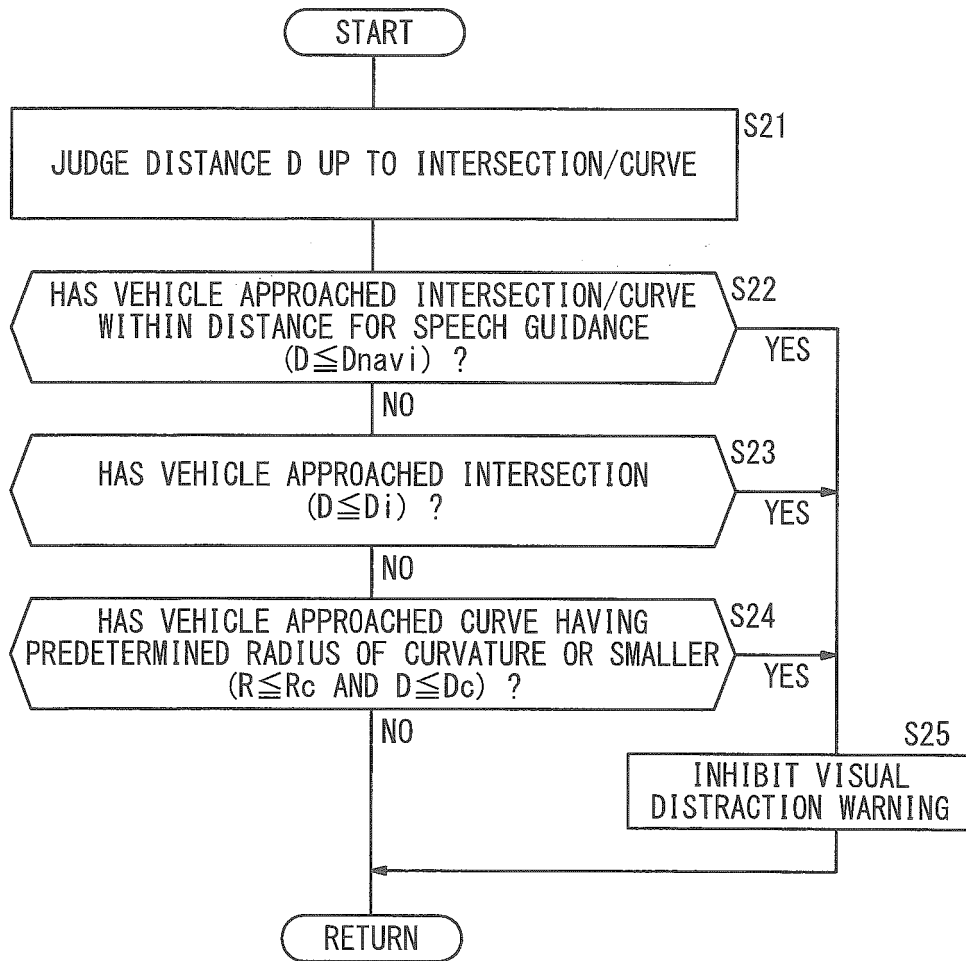 START
S21
JUDGE DISTANCE D UP TO INTERSECTION/CURVE
HAS VEHICLE APPROACHED INTERSECTION/CURVE
WITHIN DISTANCE FOR SPEECH GUIDANCE
(D≦Dnavi) ?
S22
YES
NO
HAS VEHICLE APPROACHED INTERSECTION
(D≦Di) ?
S23
YES
NO
HAS VEHICLE APPROACHED CURVE HAVING
PREDETERMINED RADIUS OF CURVATURE OR SMALLER
(R≦Rc AND D≦Dc) ?
S24
YES
NO
S25
INHIBIT VISUAL
DISTRACTION WARNING
RETURN